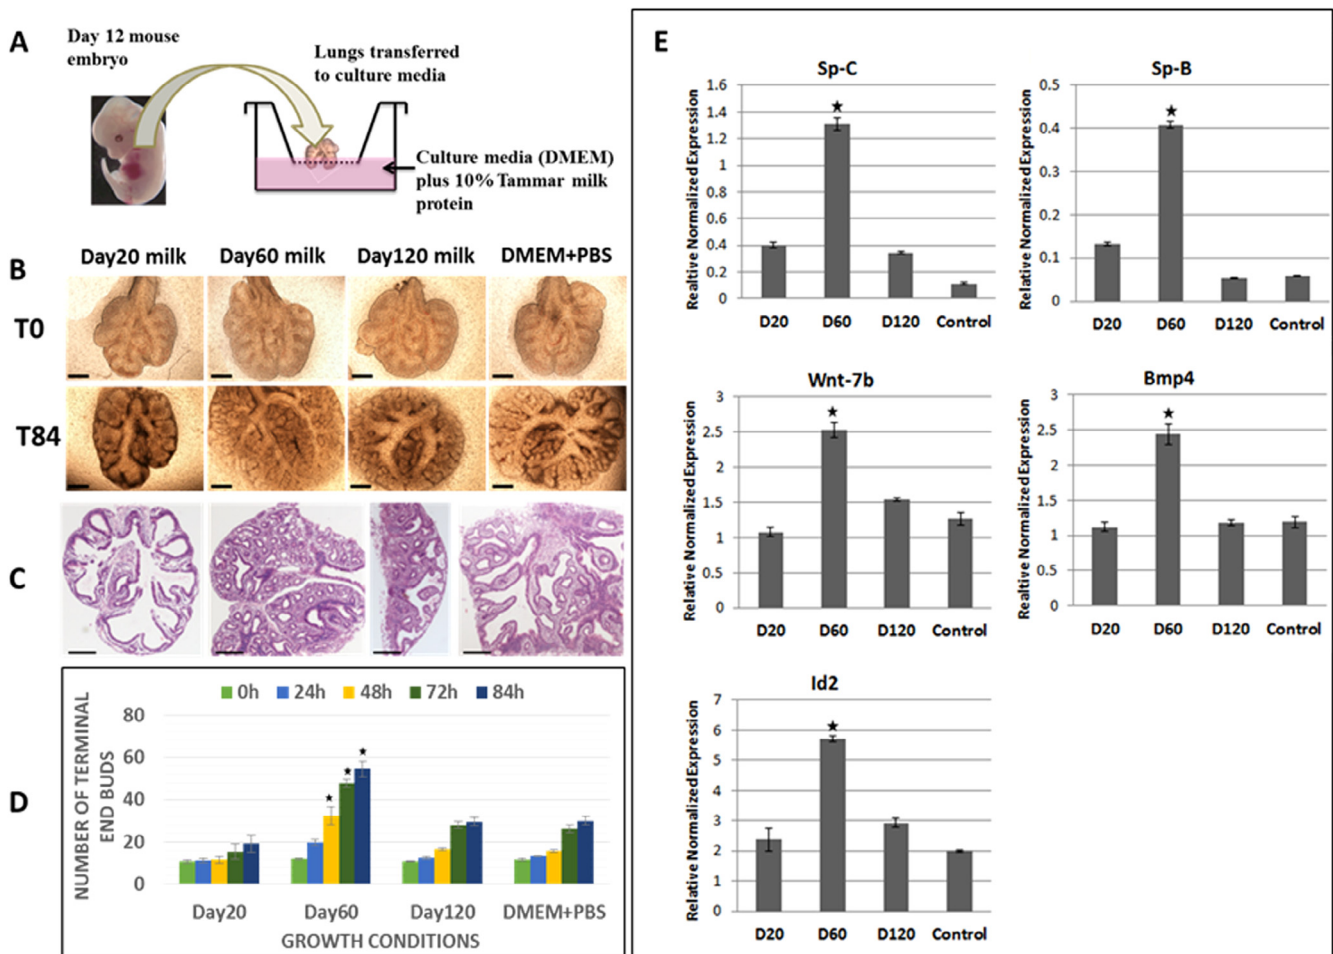 A
Day 12 mouse
embryo
Lungs transferred
to culture media
Culture media (DMEM)
plus 10% Tammar milk
protein
B
Day20 milk
Day60 milk
Day120 milk
DMEM+PBS
T0
T84
C
D
0h 24h 48h 72h 84h
NUMBER OF TERMINAL
END BUDS
80
60
40
20
0
Day20 Day60 Day120 DMEM+PBS
GROWTH CONDITIONS
E
Sp-C
Realtive Normalized Expression
1.6
1.4
1.2
1
0.8
0.6
0.4
0.2
0
D20 D60 D120 Control
Sp-B
Relative Normalized Expression
0.5
0.4
0.3
0.2
0.1
0
D20 D60 D120 Control
Wnt-7b
Relative Normalized Expression
3
2.5
2
1.5
1
0.5
0
D20 D60 D120 Control
Bmp4
Realtive Normalized Expression
3
2.5
2
1.5
1
0.5
0
D20 D60 D120 Control
Id2
Relative Normalized Expression
7
6
5
4
3
2
1
0
D20 D60 D120 Control